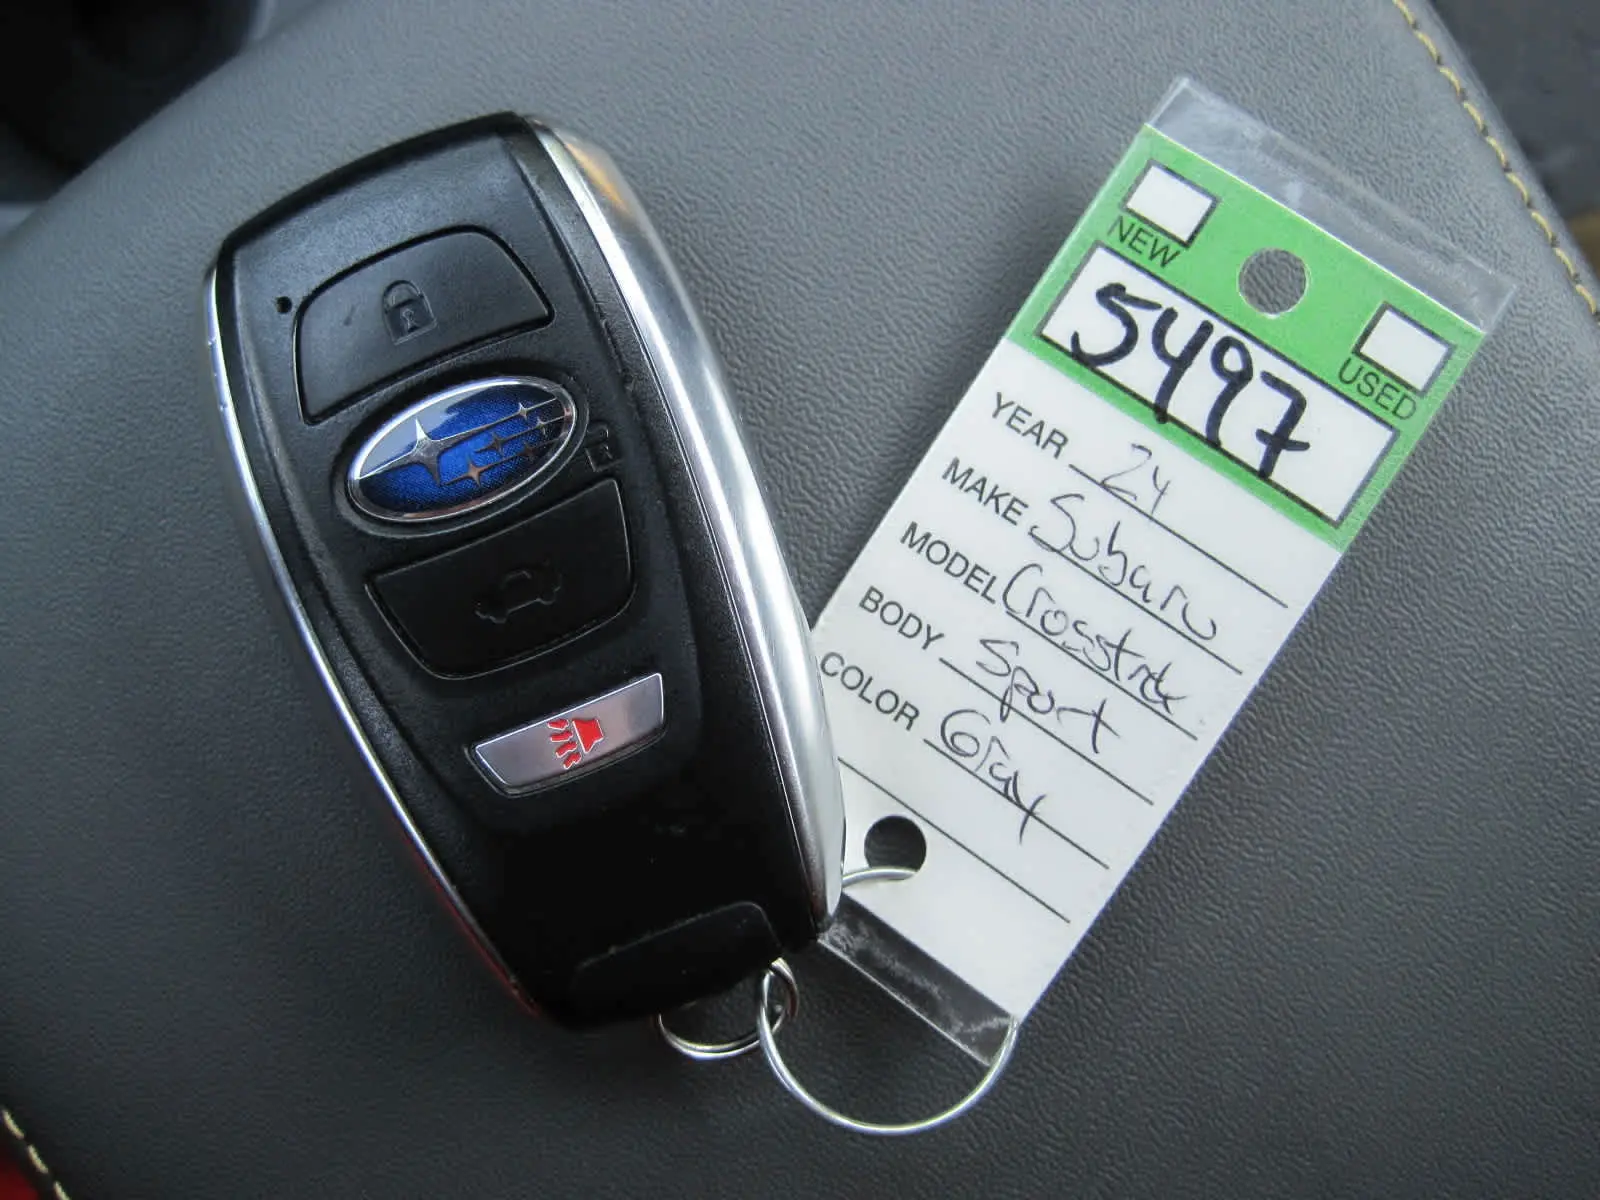 NEW
USED
5497
YEAR 24
MAKE Subaru
MODEL Crosstrek
BODY Sport
COLOR Gray